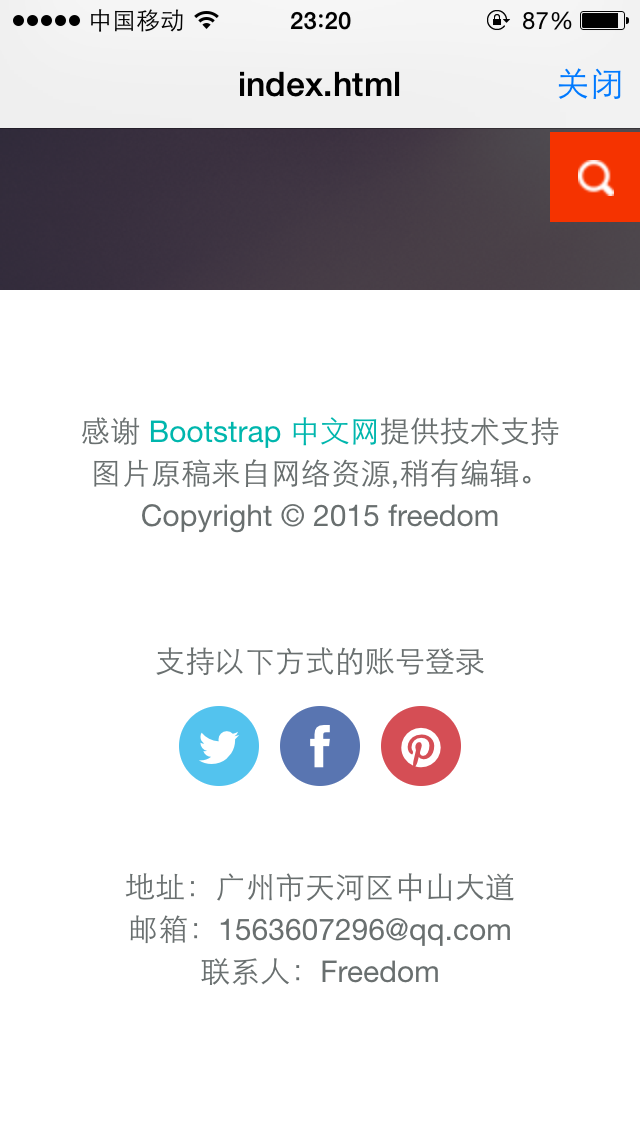 中国移动 23:20 87%
index.html 关闭
感谢 Bootstrap 中文网提供技术支持
图片原稿来自网络资源,稍有编辑。
Copyright © 2015 freedom
支持以下方式的账号登录
地址：广州市天河区中山大道
邮箱：1563607296@qq.com
联系人：Freedom